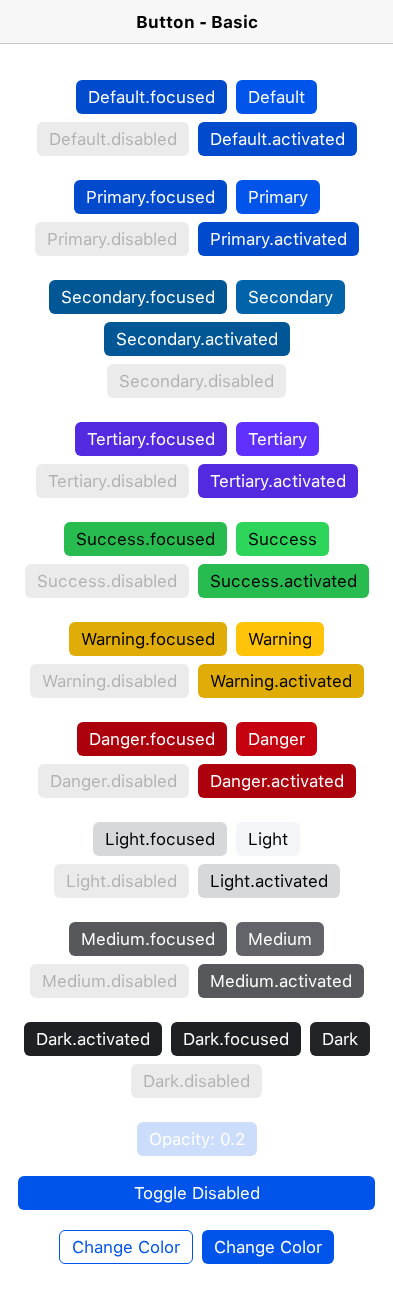 Button - Basic
Default.focused Default
Default.disabled Default.activated
Primary.focused Primary
Primary.disabled Primary.activated
Secondary.focused Secondary
Secondary.activated
Secondary.disabled
Tertiary.focused Tertiary
Tertiary.disabled Tertiary.activated
Success.focused Success
Success.disabled Success.activated
Warning.focused Warning
Warning.disabled Warning.activated
Danger.focused Danger
Danger.disabled Danger.activated
Light.focused Light
Light.disabled Light.activated
Medium.focused Medium
Medium.disabled Medium.activated
Dark.activated Dark.focused Dark
Dark.disabled
Opacity: 0.2
Toggle Disabled
Change Color Change Color